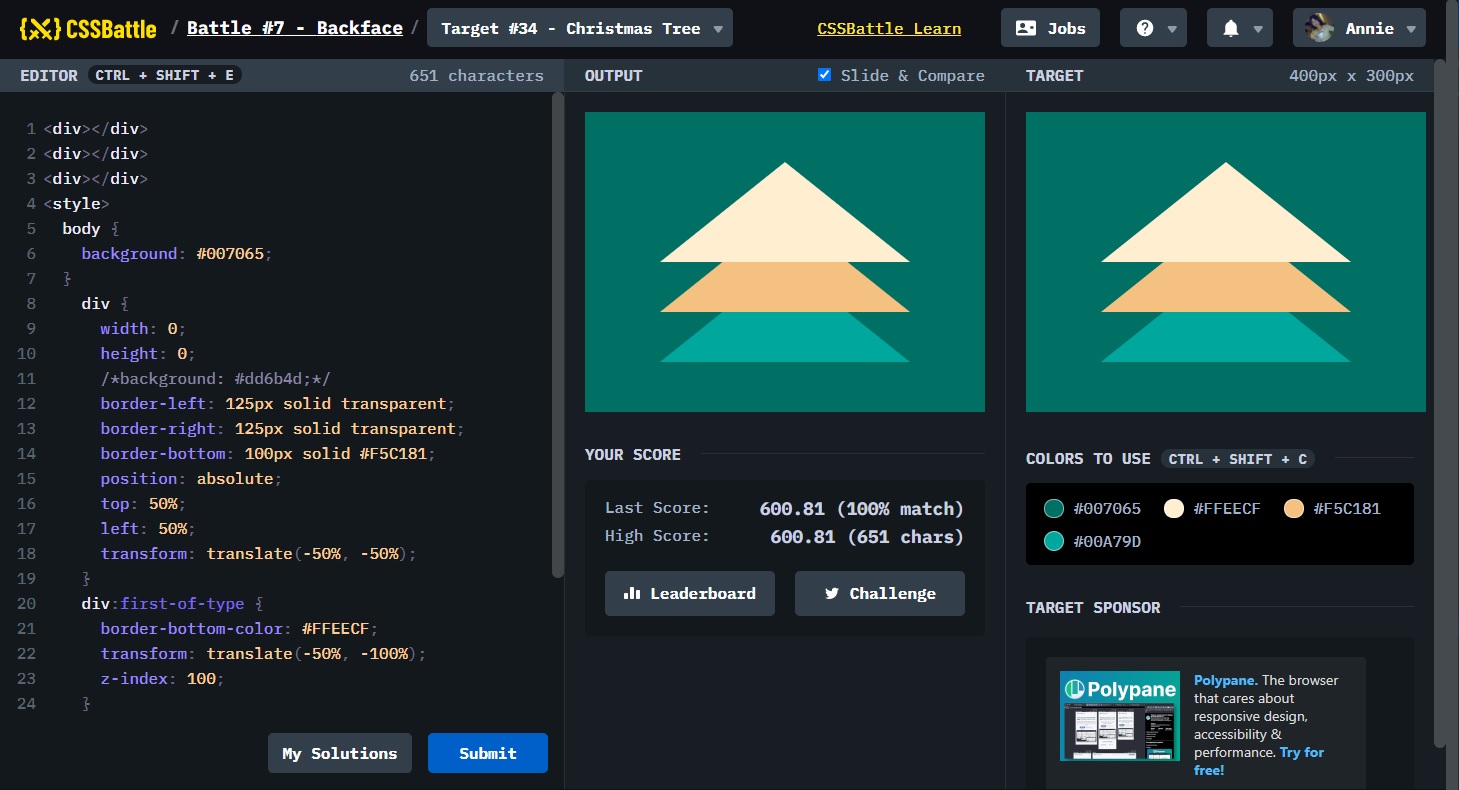 {X} CSSBattle / Battle #7 - Backface / Target #34 - Christmas Tree CSSBattle Learn Jobs ? Annie
EDITOR CTRL + SHIFT + E 651 characters OUTPUT Slide & Compare TARGET 400px x 300px
1 <div></div>
2 <div></div>
3 <div></div>
4 <style>
5 body {
6 background: #007065;
7 }
8 div {
9 width: 0;
10 height: 0;
11 /*background: #dd6b4d;*/
12 border-left: 125px solid transparent;
13 border-right: 125px solid transparent;
14 border-bottom: 100px solid #F5C181;
15 position: absolute;
16 top: 50%;
17 left: 50%;
18 transform: translate(-50%, -50%);
19 }
20 div:first-of-type {
21 border-bottom-color: #FFEECF;
22 transform: translate(-50%, -100%);
23 z-index: 100;
24 }
My Solutions Submit
YOUR SCORE
Last Score: 600.81 (100% match)
High Score: 600.81 (651 chars)
Leaderboard Challenge
COLORS TO USE CTRL + SHIFT + C
#007065 #FFEECF #F5C181
#00A79D
TARGET SPONSOR
Polypane
Polypane. The browser
that cares about
responsive design,
accessibility &
performance. Try for
free!